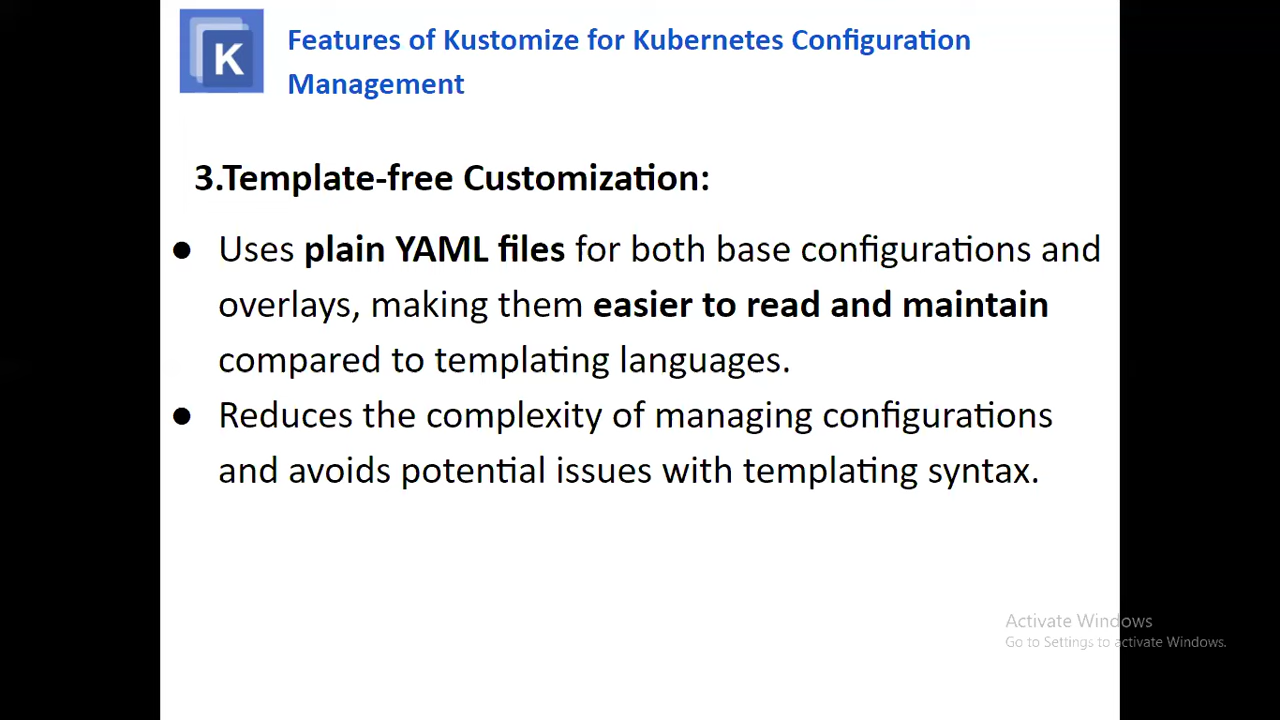 K
Features of Kustomize for Kubernetes Configuration
Management
3.Template-free Customization:
● Uses plain YAML files for both base configurations and
overlays, making them easier to read and maintain
compared to templating languages.
● Reduces the complexity of managing configurations
and avoids potential issues with templating syntax.
Activate Windows
Go to Settings to activate Windows.